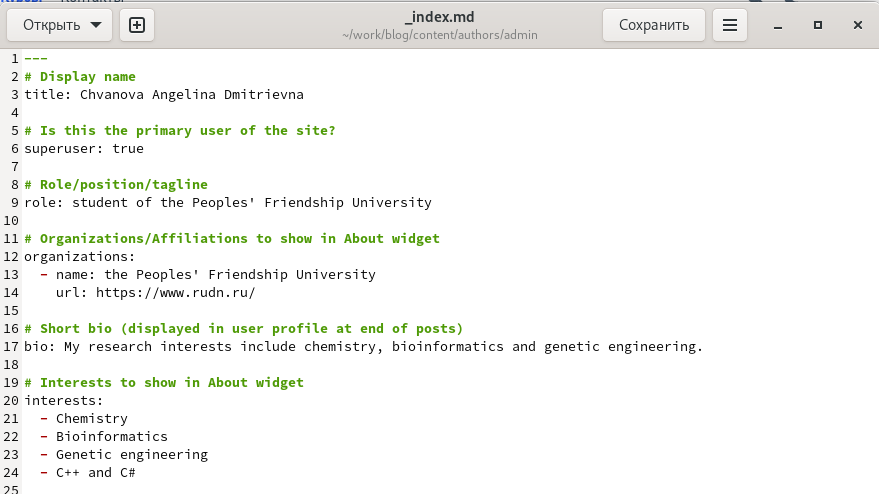 Открыть
_index.md
~/work/blog/content/authors/admin
Сохранить
1 ---
2 # Display name
3 title: Chvanova Angelina Dmitrievna
4
5 # Is this the primary user of the site?
6 superuser: true
7
8 # Role/position/tagline
9 role: student of the Peoples' Friendship University
10
11 # Organizations/Affiliations to show in About widget
12 organizations:
13   - name: the Peoples' Friendship University
14     url: https://www.rudn.ru/
15
16 # Short bio (displayed in user profile at end of posts)
17 bio: My research interests include chemistry, bioinformatics and genetic engineering.
18
19 # Interests to show in About widget
20 interests:
21   - Chemistry
22   - Bioinformatics
23   - Genetic engineering
24   - C++ and C#
25